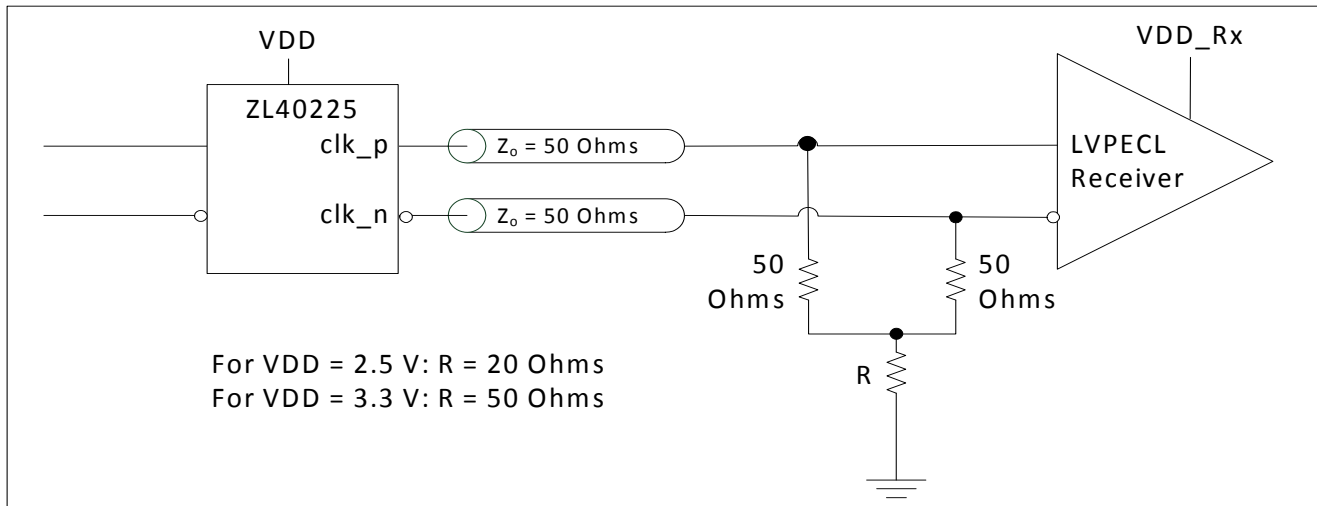 VDD
VDD_Rx
ZL40225
clk_p
Zo = 50 Ohms
LVPECL
Receiver
clk_n
Zo = 50 Ohms
50
Ohms
50
Ohms
For VDD = 2.5 V: R = 20 Ohms
For VDD = 3.3 V: R = 50 Ohms
R